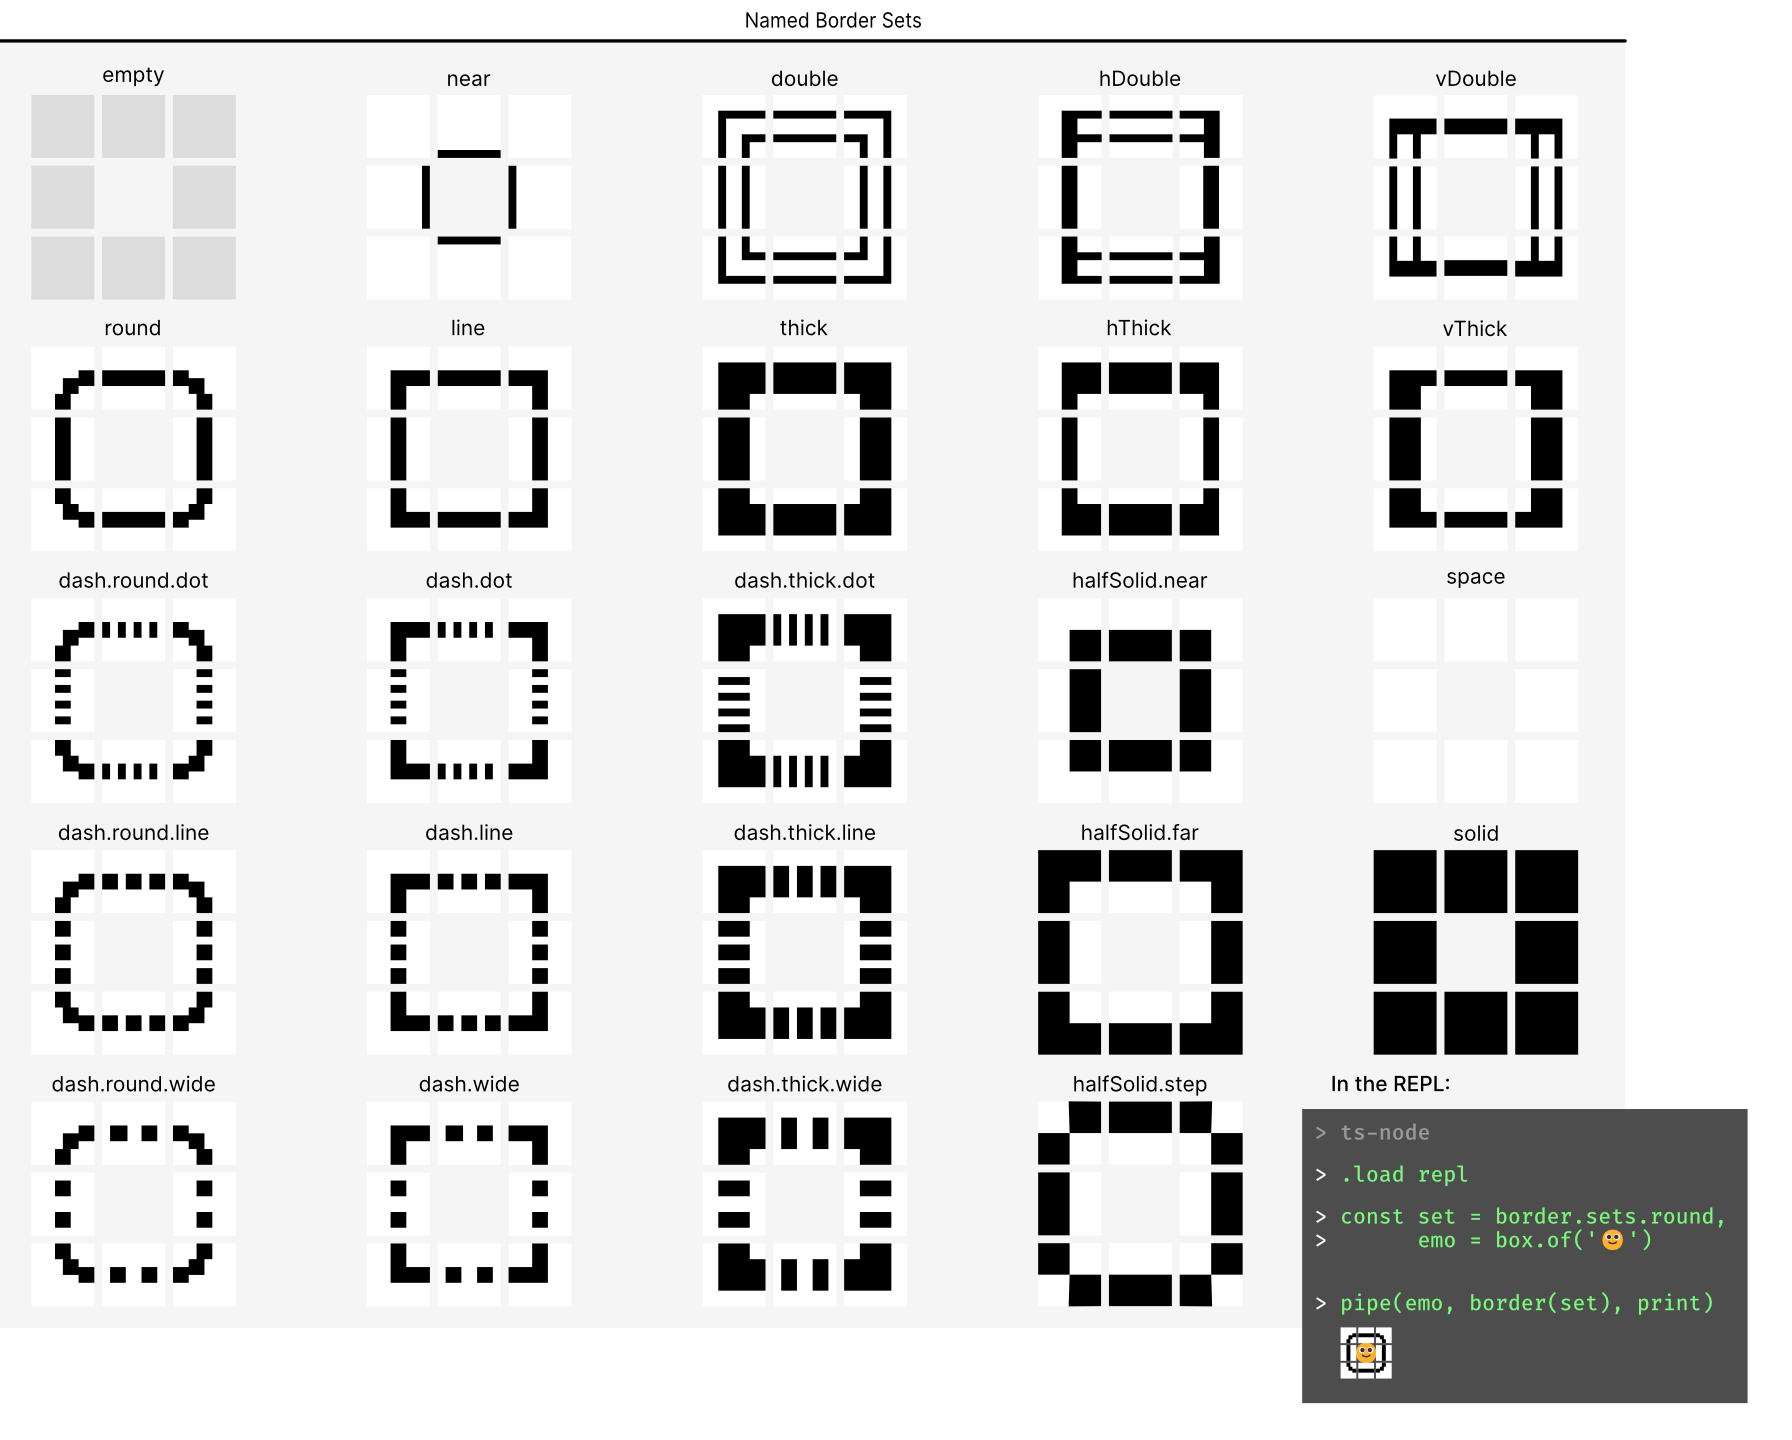 Named Border Sets
empty
near
double
hDouble
vDouble
round
line
thick
hThick
vThick
dash.round.dot
dash.dot
dash.thick.dot
halfSolid.near
space
dash.round.line
dash.line
dash.thick.line
halfSolid.far
solid
dash.round.wide
dash.wide
dash.thick.wide
halfSolid.step
In the REPL:
> ts-node
> .load repl
> const set = border.sets.round,
> emo = box.of('🙂')
> pipe(emo, border(set), print)